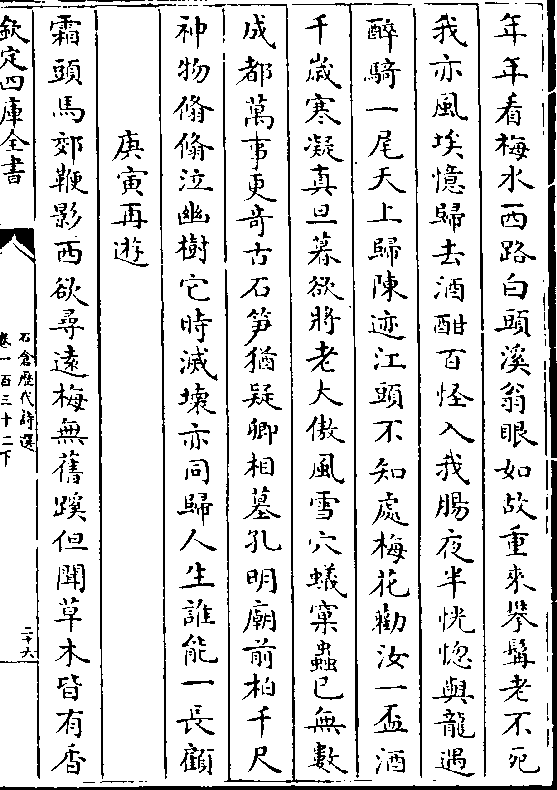 年年看梅水西路白頭溪翁眼如故重來攀髯老不死
我亦風埃憶歸去酒酣百怪入我腸夜半恍惚與龍遇
醉騎一尾天上歸陳迹江頭不知處梅花勸汝一盃酒
千歲寒凝真旦暮欲將老大傲風雪穴蟻窠蟲已無數
成都萬事更奇古石筍猶疑卿相墓孔明廟前柏千尺
神物翛翛泣幽樹它時滅壞亦同歸人生誰能一長顧
庚寅再遊
霜頭馬郊鞭影西欲尋遠梅無舊蹊但聞草木皆有香
欽定四庫全書
石倉歷代詩選
卷一百三十二下
二十六